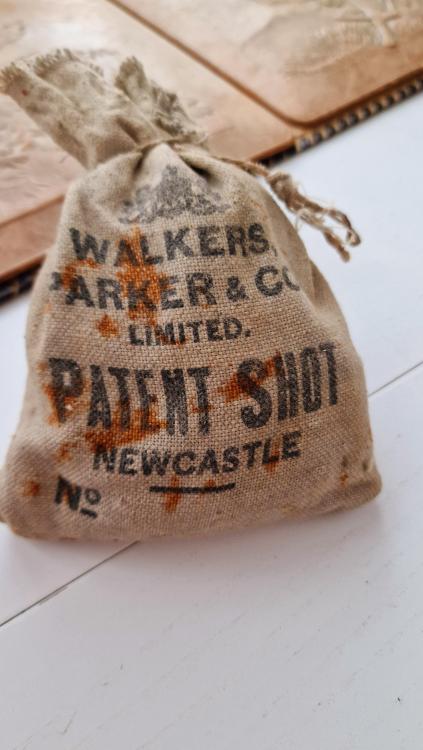 WALKERS,
PARKER & CO
LIMITED.
PATENT SHOT
NEWCASTLE
Nº